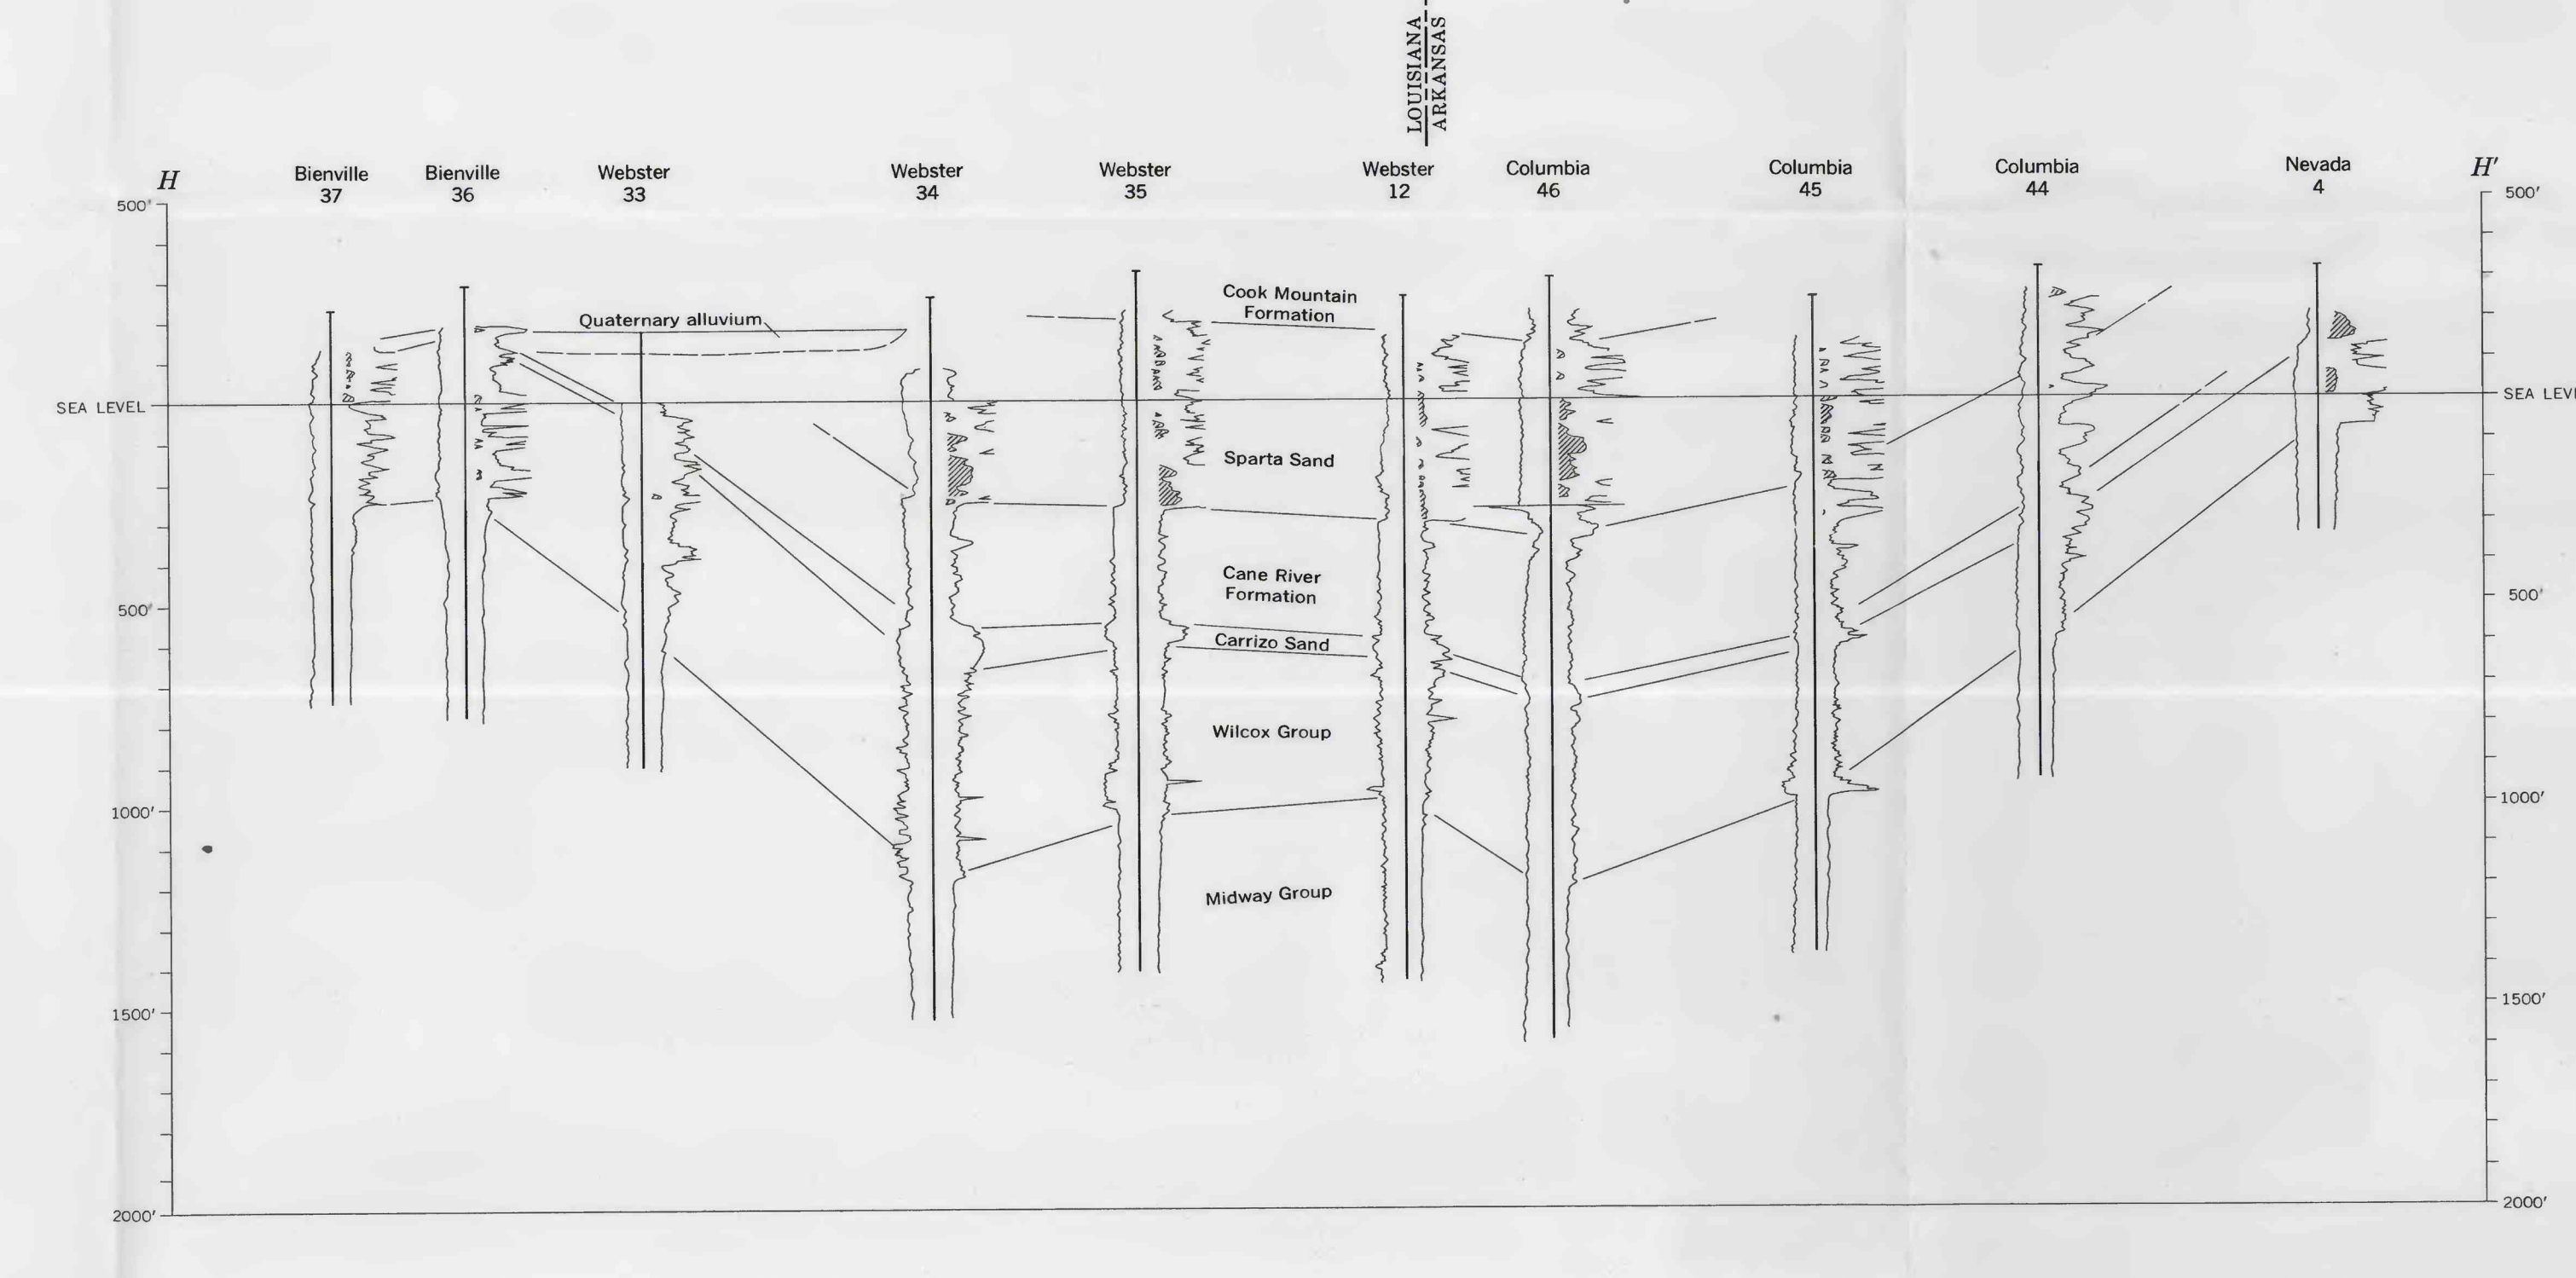 LOUISIANA
ARKANSAS
H
Bienville
37
Bienville
36
Webster
33
Webster
34
Webster
35
Webster
12
Columbia
46
Columbia
45
Columbia
44
Nevada
4
H'
500'
500'
Cook Mountain
Formation
Quaternary alluvium
SEA LEVEL
SEA LEVE
Sparta Sand
500'
500'
Cane River
Formation
Carrizo Sand
Wilcox Group
1000'
1000'
Midway Group
1500'
1500'
2000'
2000'